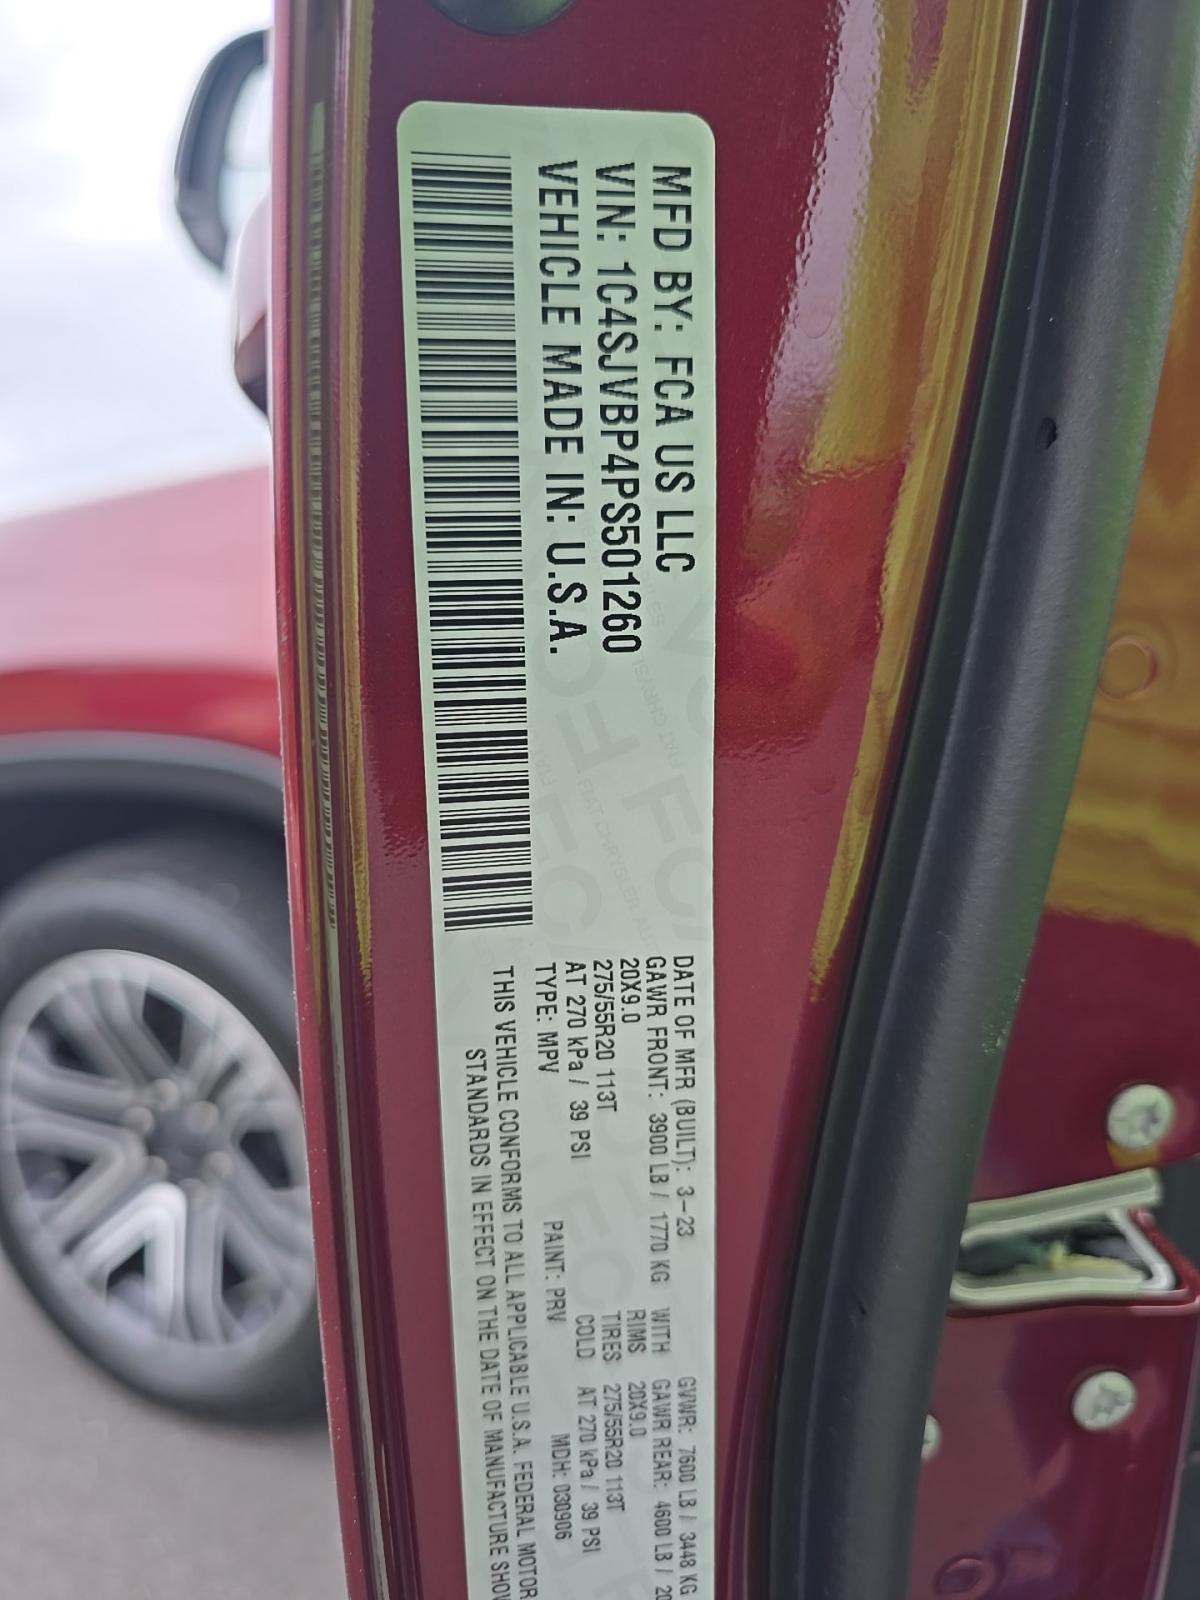 MFD BY: FCA US LLC
VIN: 1C4SJVBP4PS501260
VEHICLE MADE IN: U.S.A.
DATE OF MFR (BUILT): 3-23 GVWR: 7600 LB / 3448 KG
GAWR FRONT: 3900 LB / 1770 KG WITH GAWR REAR: 4600 LB / 20
20X9.0 RIMS 20X9.0
275/55R20 113T TIRES 275/55R20 113T
AT 270 kPa / 39 PSI COLD AT 270 kPa / 39 PSI
TYPE: MPV PAINT: PRV MDH: 030906
THIS VEHICLE CONFORMS TO ALL APPLICABLE U.S.A. FEDERAL MOTOR
STANDARDS IN EFFECT ON THE DATE OF MANUFACTURE SHOW